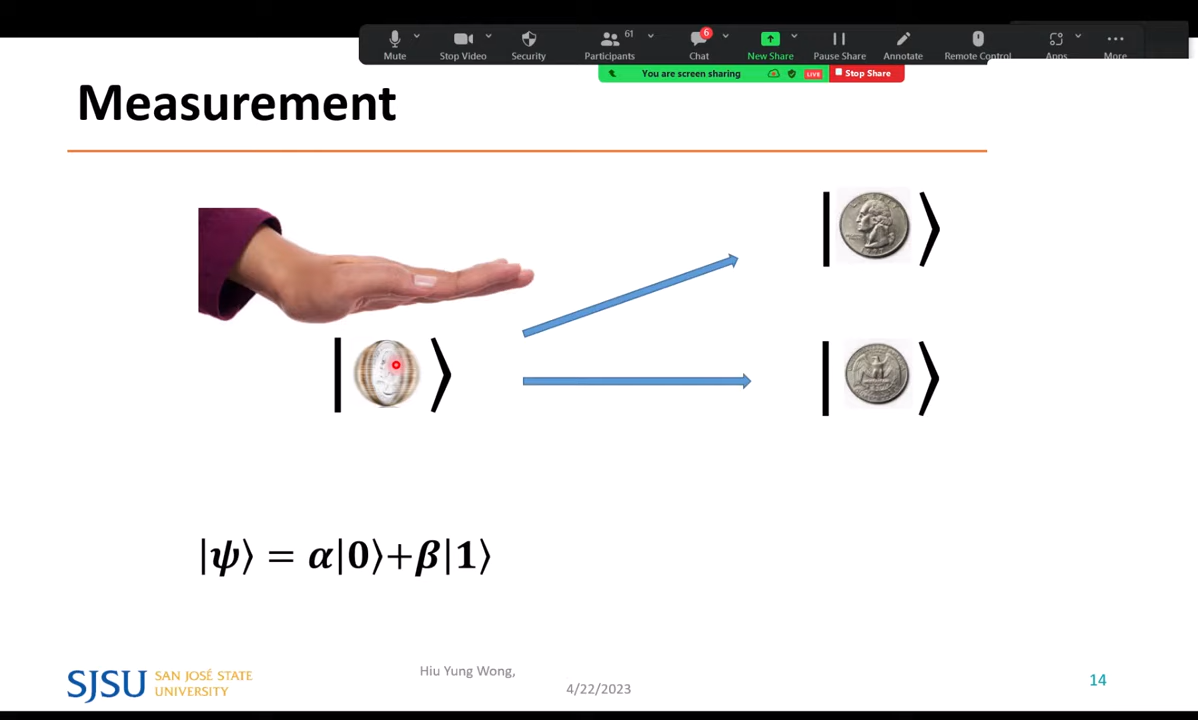 61
6
Mute
Stop Video
Security
Participants
Chat
New Share
Pause Share
Annotate
Remote Control
Apps
More
You are screen sharing
LIVE
Stop Share
Measurement
|ψ⟩ = α|0⟩+β|1⟩
SJSU
SAN JOSÉ STATE
UNIVERSITY
Hiu Yung Wong,
4/22/2023
14